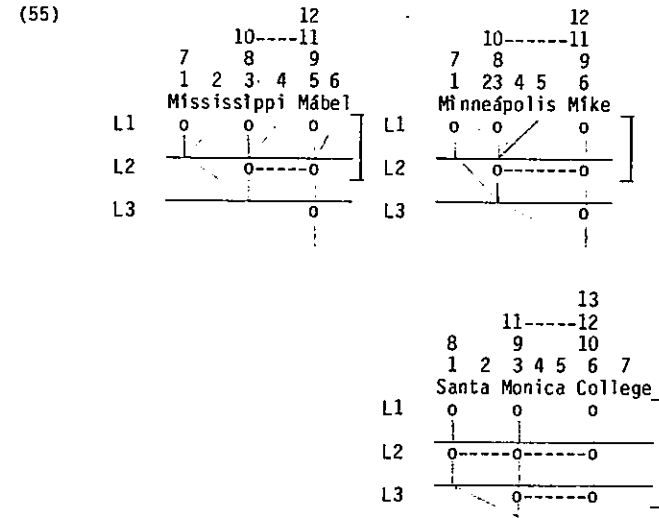 (55)
12
10----11
7 8 9
1 2 3 4 5 6
Mississippi Mabel
L1 o o o
L2 o-----o
L3 o
12
10------11
7 8 9
1 23 4 5 6
Minneapolis Mike
L1 o o o
L2 o-------o
L3 o
13
11-----12
8 9 10
1 2 3 4 5 6 7
Santa Monica College
L1 o o o
L2 o-----o------o
L3 o------o